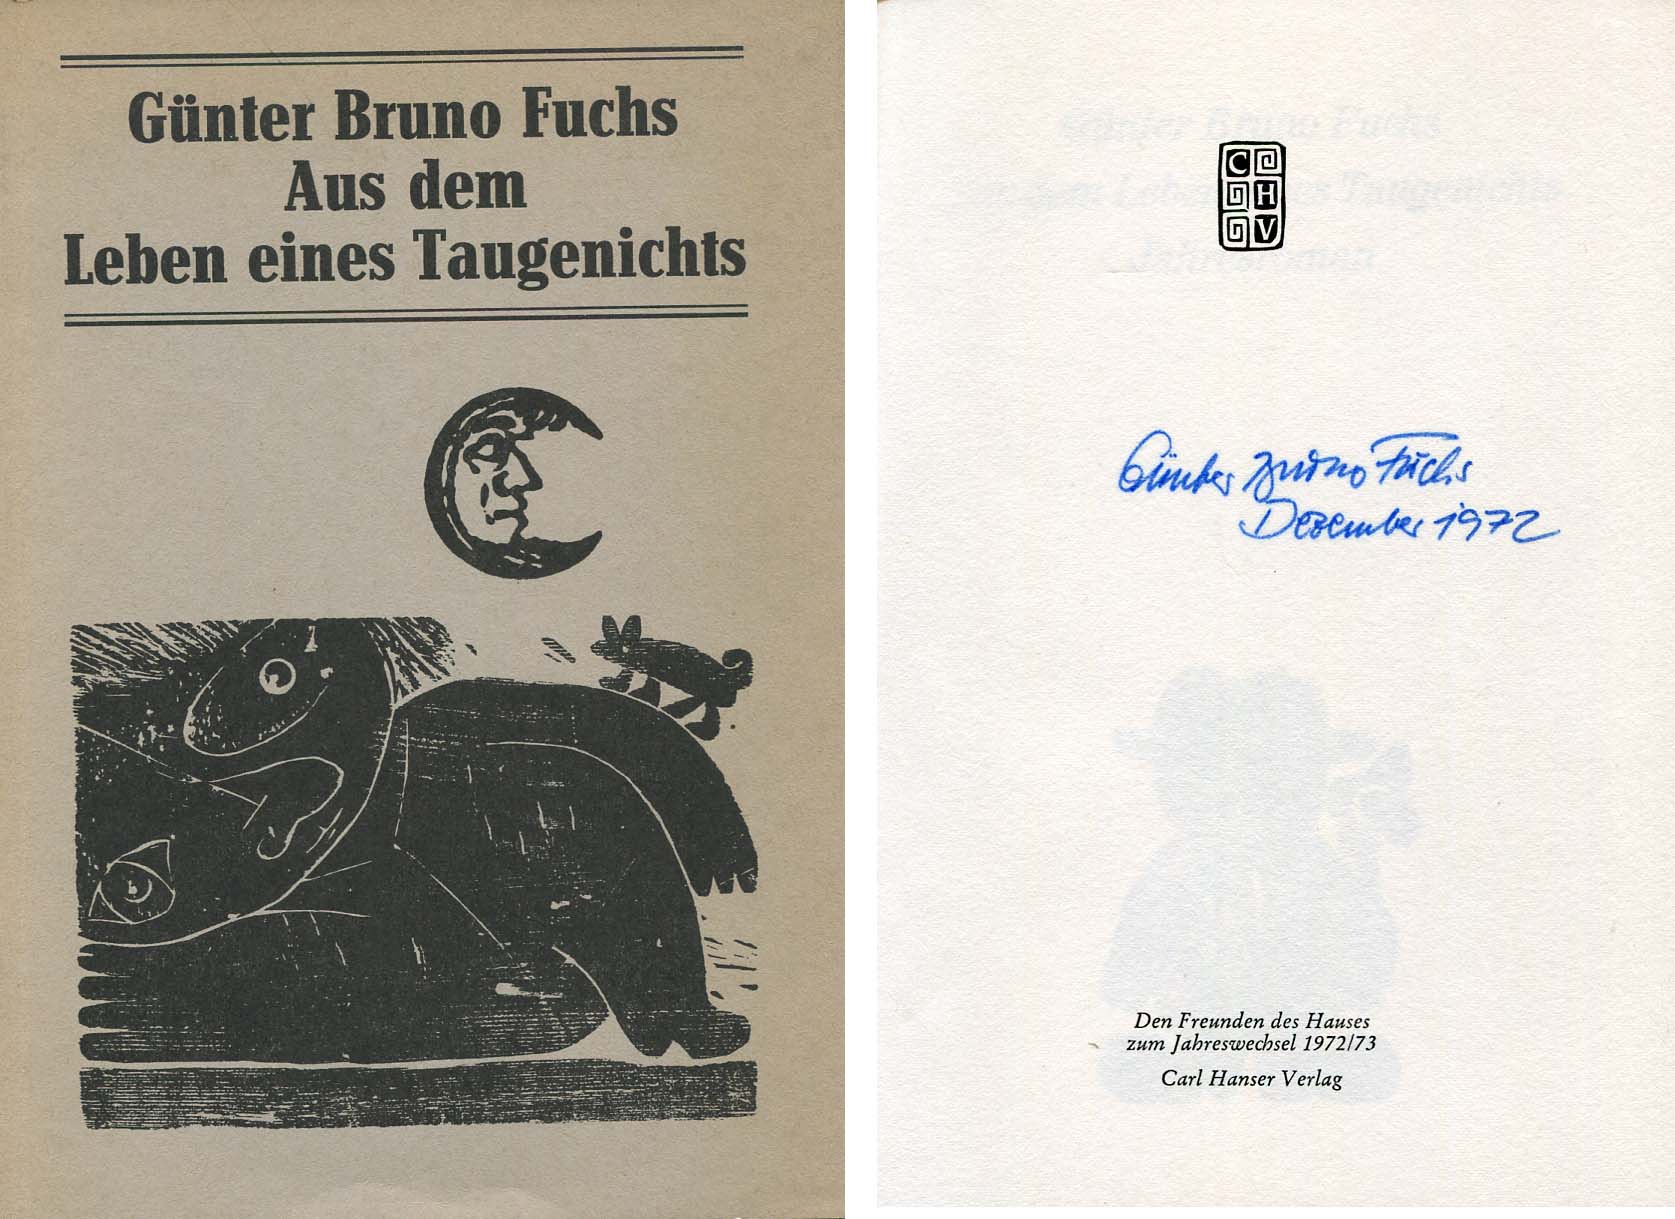 Günter Bruno Fuchs
Aus dem
Leben eines Taugenichts
C
H
V
Günter Bruno Fuchs
Dezember 1972
Den Freunden des Hauses
zum Jahreswechsel 1972/73
Carl Hanser Verlag